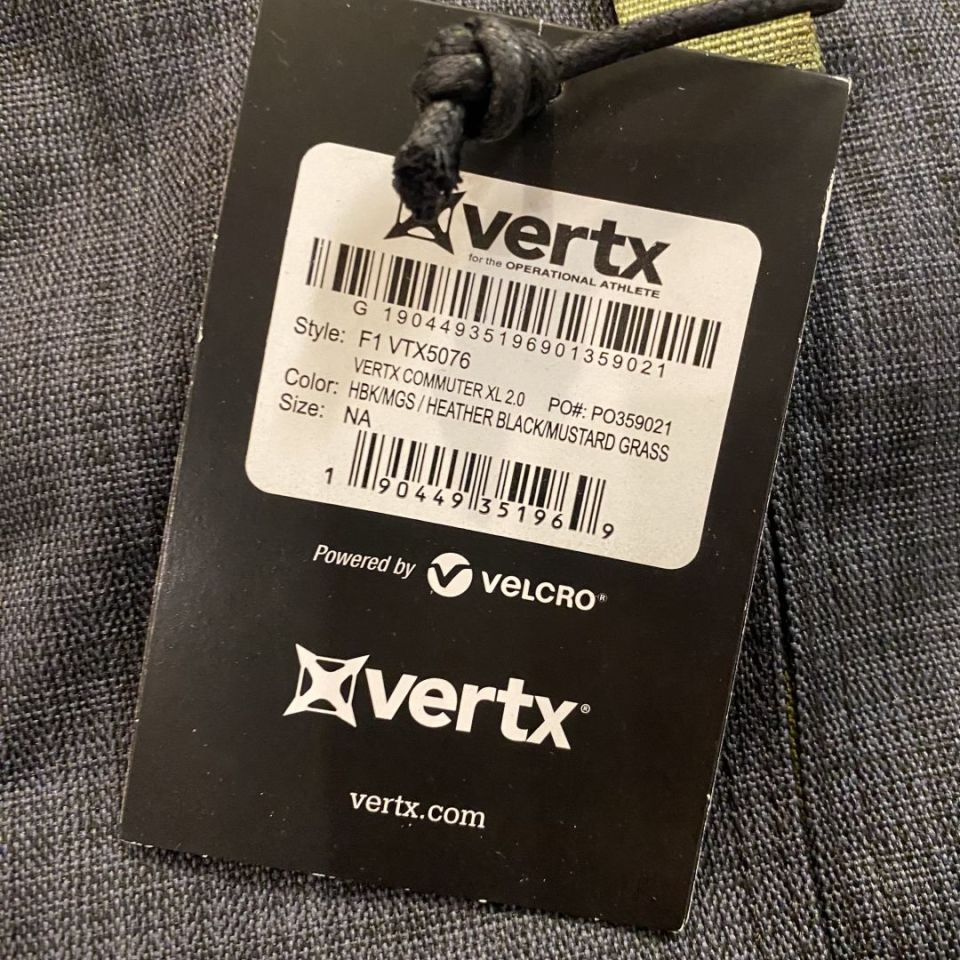 vertx
for the OPERATIONAL ATHLETE
G 19044935196901359021
Style: F1 VTX5076
VERTX COMMUTER XL 2.0 PO#: PO359021
Color: HBK/MGS / HEATHER BLACK/MUSTARD GRASS
Size: NA
1 90449 35196 9
Powered by VELCRO®
vertx®
vertx.com